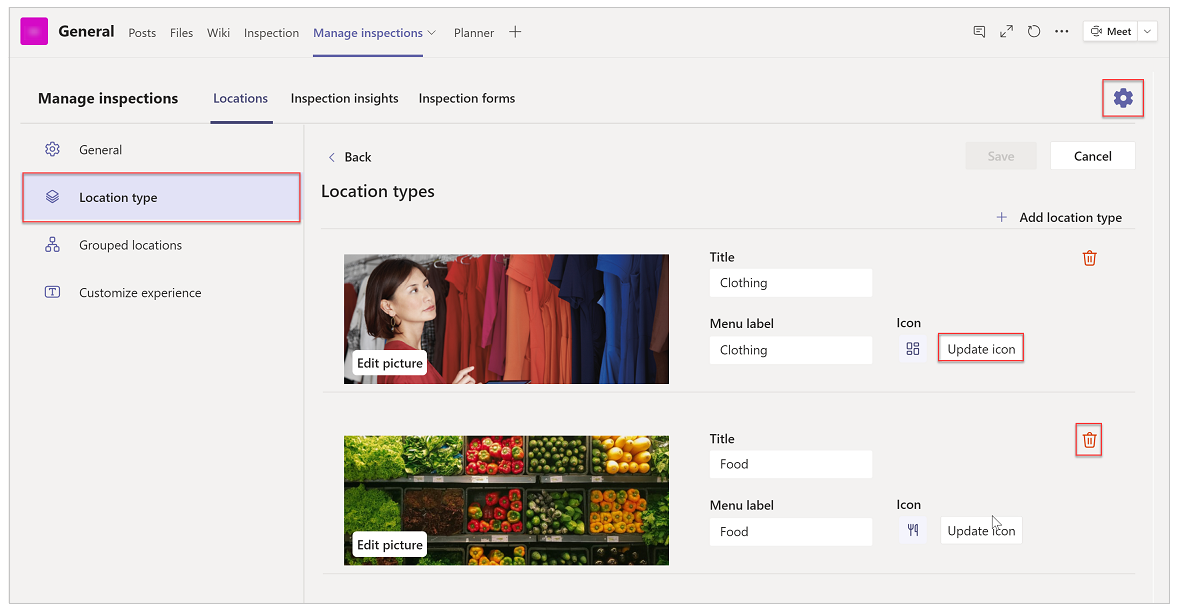 General Posts Files Wiki Inspection Manage inspections Planner Meet
Manage inspections Locations Inspection insights Inspection forms
General
Location type
Grouped locations
Customize experience
Back Save Cancel
Location types
Add location type
Title
Clothing
Menu label Icon
Clothing Update icon
Edit picture
Title
Food
Menu label Icon
Food Update icon
Edit picture